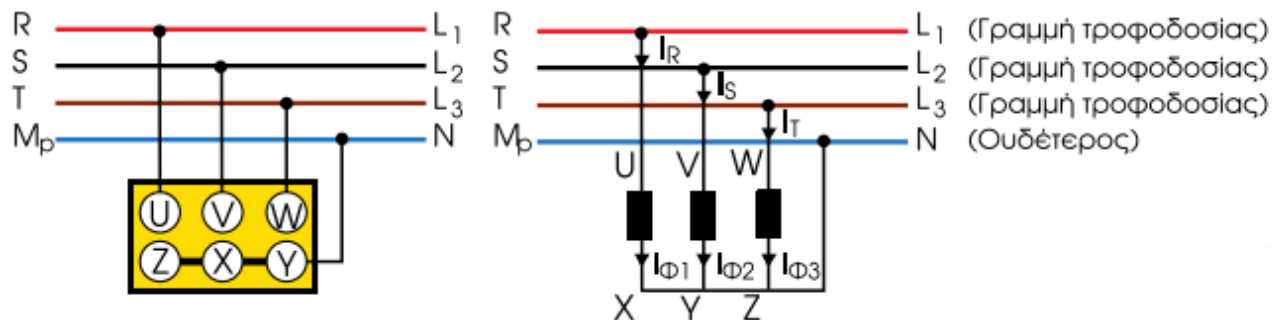 R L1 R IR L1 (Γραμμή τροφοδοσίας)
S L2 S IS L2 (Γραμμή τροφοδοσίας)
T L3 T IT L3 (Γραμμή τροφοδοσίας)
Mp N Mp N (Ουδέτερος)
U V W
U V W
Z X Y
IΦ1 IΦ2 IΦ3
X Y Z